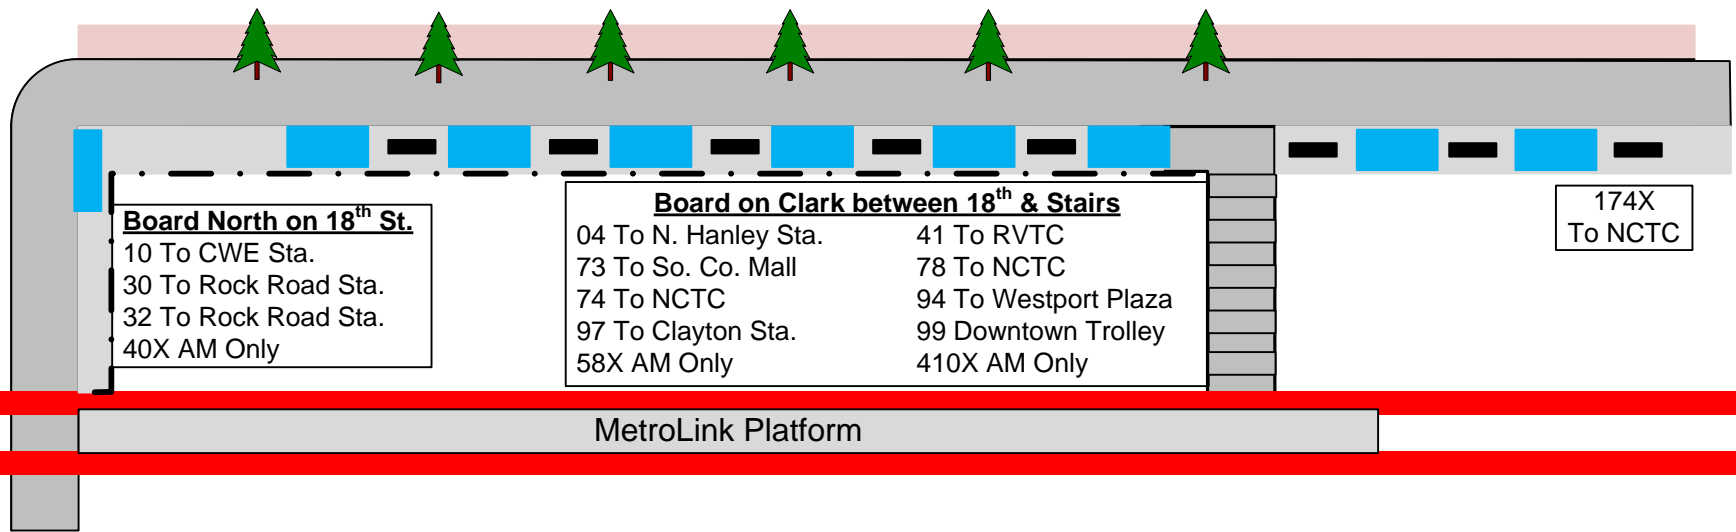 Board North on 18th St.
10 To CWE Sta.
30 To Rock Road Sta.
32 To Rock Road Sta.
40X AM Only
Board on Clark between 18th & Stairs
04 To N. Hanley Sta.
73 To So. Co. Mall
74 To NCTC
97 To Clayton Sta.
58X AM Only
41 To RVTC
78 To NCTC
94 To Westport Plaza
99 Downtown Trolley
410X AM Only
174X
To NCTC
MetroLink Platform